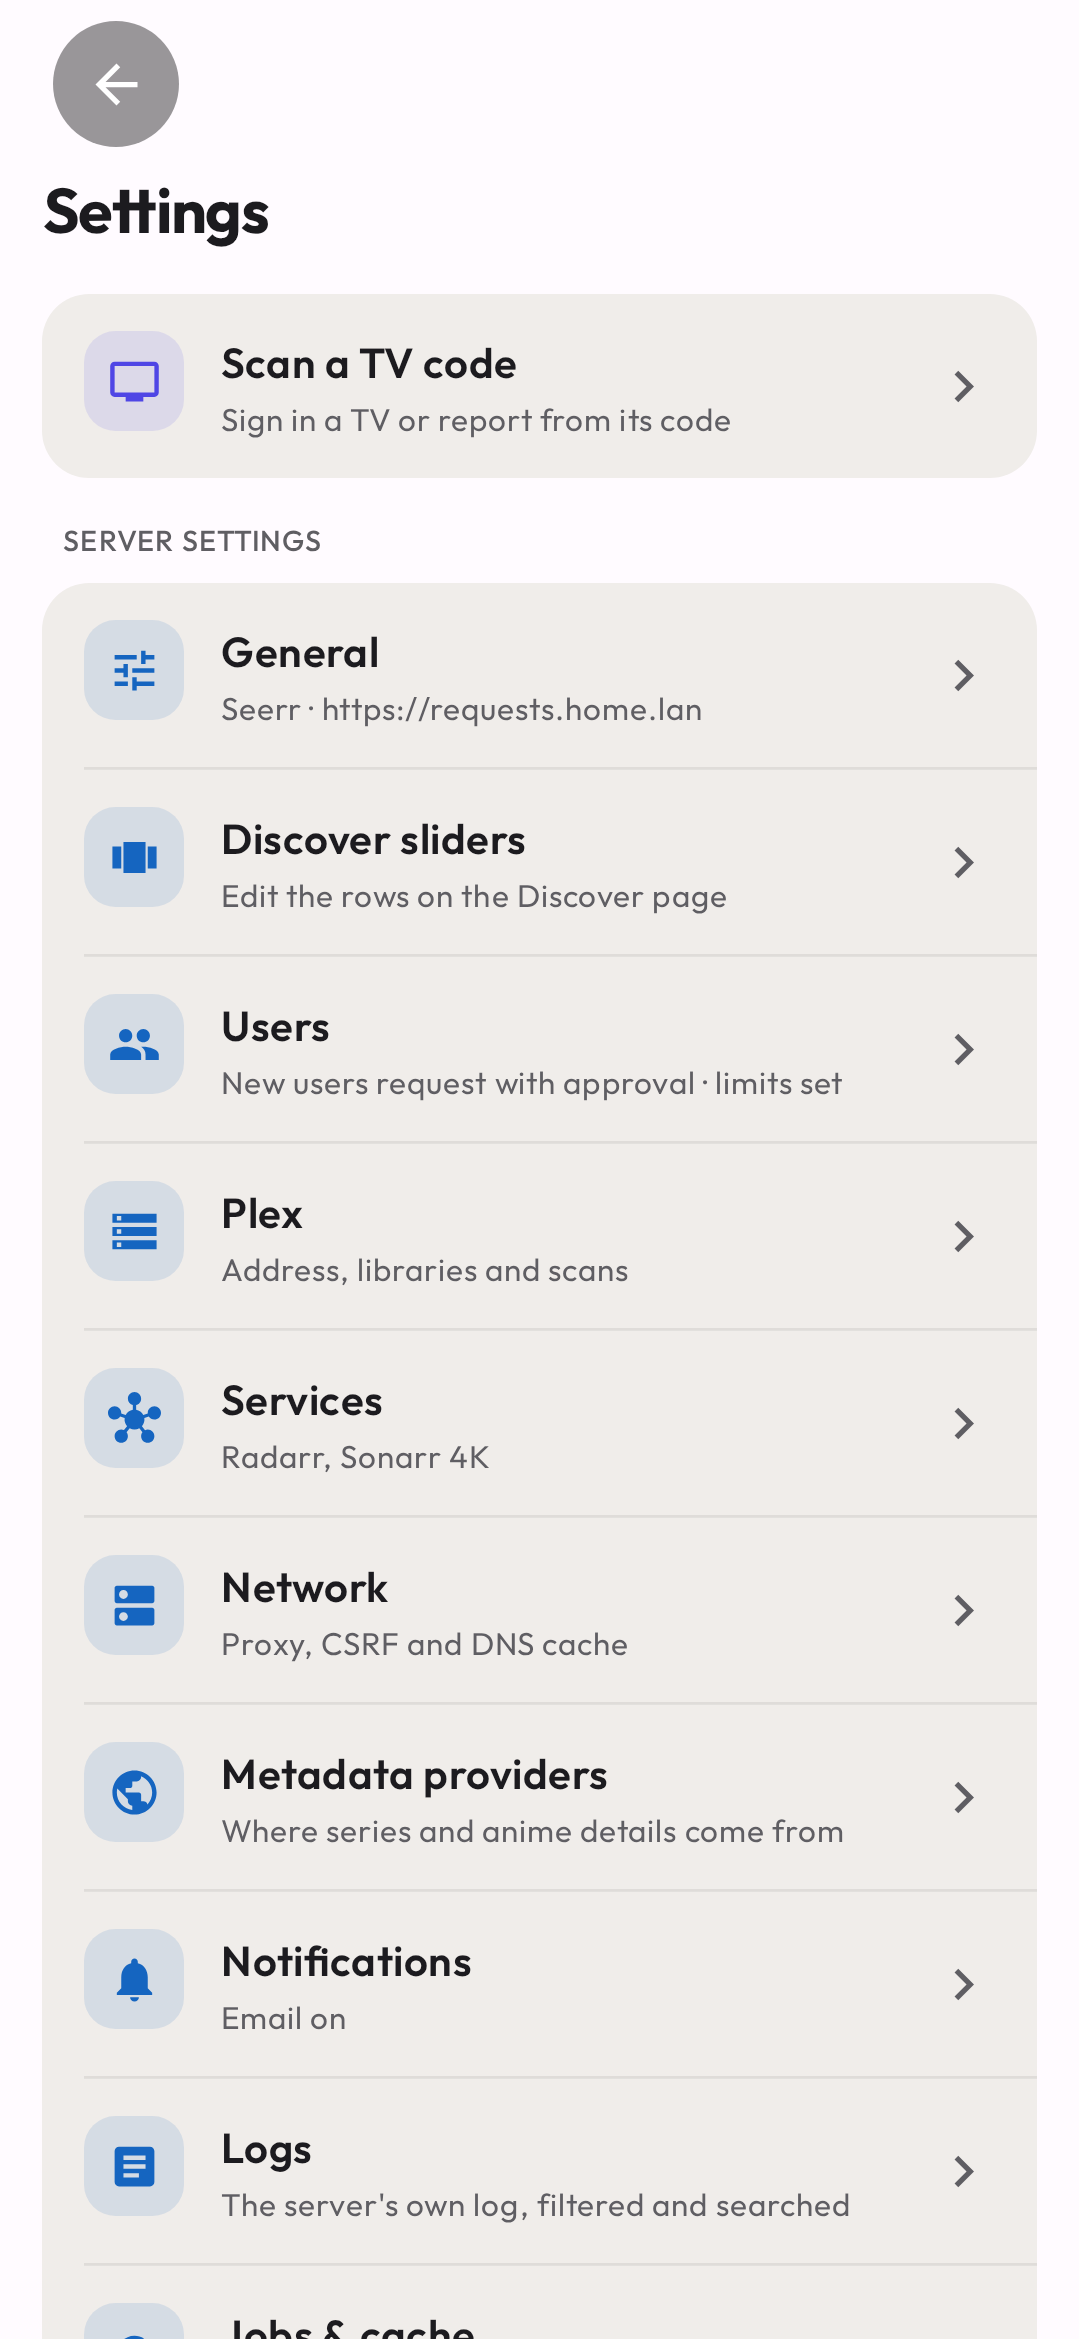 Settings
Scan a TV code
Sign in a TV or report from its code
SERVER SETTINGS
General
Seerr · https://requests.home.lan
Discover sliders
Edit the rows on the Discover page
Users
New users request with approval · limits set
Plex
Address, libraries and scans
Services
Radarr, Sonarr 4K
Network
Proxy, CSRF and DNS cache
Metadata providers
Where series and anime details come from
Notifications
Email on
Logs
The server's own log, filtered and searched
Jobs & cache